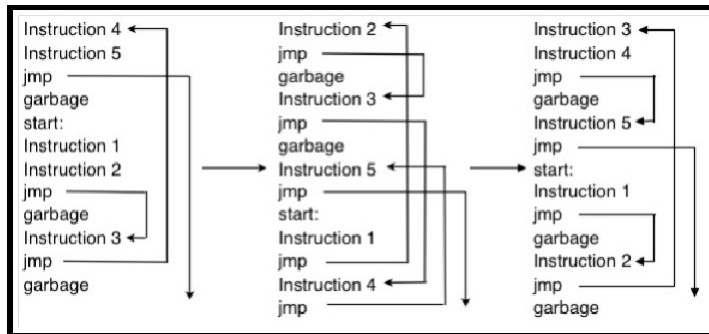 Instruction 4
Instruction 5
jmp
garbage
start:
Instruction 1
Instruction 2
jmp
garbage
Instruction 3
jmp
garbage
Instruction 2
jmp
garbage
Instruction 3
jmp
garbage
Instruction 5
jmp
start:
Instruction 1
jmp
Instruction 4
jmp
Instruction 3
Instruction 4
jmp
garbage
Instruction 5
jmp
start:
Instruction 1
jmp
garbage
Instruction 2
jmp
garbage